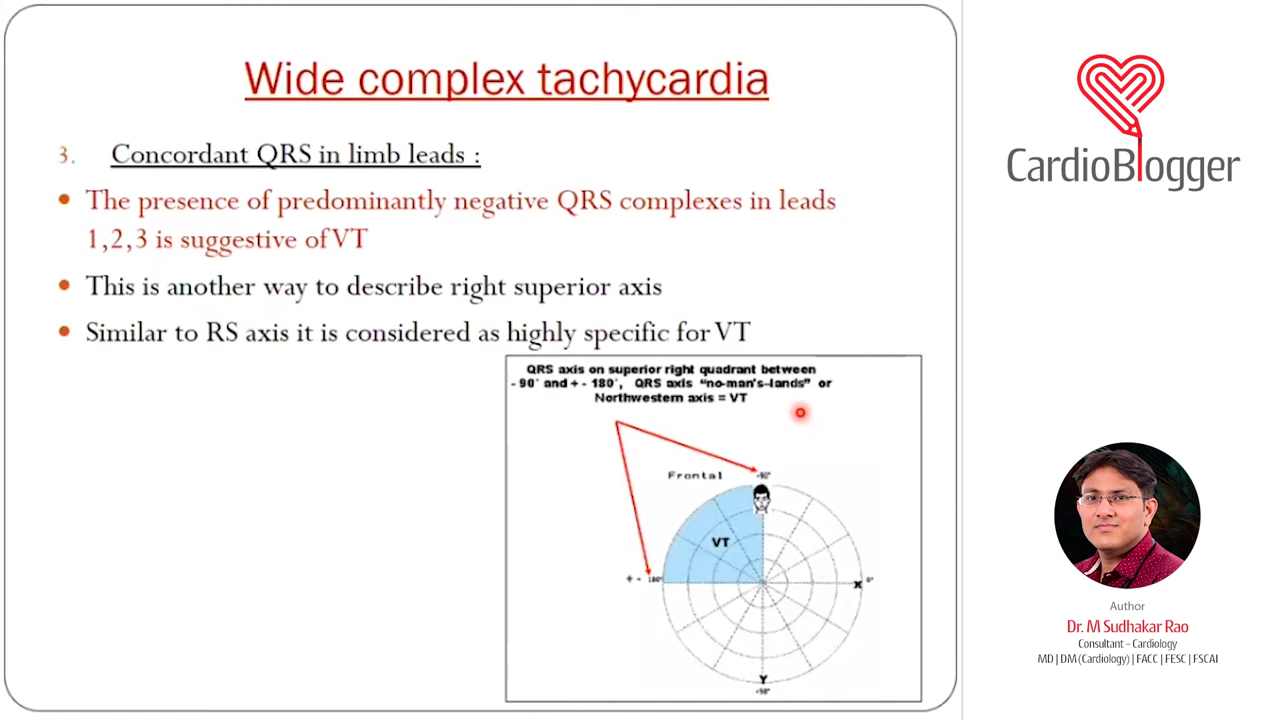 Wide complex tachycardia
3. Concordant QRS in limb leads :
• The presence of predominantly negative QRS complexes in leads
1,2,3 is suggestive of VT
• This is another way to describe right superior axis
• Similar to RS axis it is considered as highly specific for VT
QRS axis on superior right quadrant between
- 90° and + - 180°, QRS axis "no-man's-lands" or
Northwestern axis = VT
Frontal
-90°
VT
+ - 180°
X 0°
Y
-90°
CardioBlogger
Author
Dr. M Sudhakar Rao
Consultant – Cardiology
MD | DM (Cardiology) | FACC | FESC | FSCAI